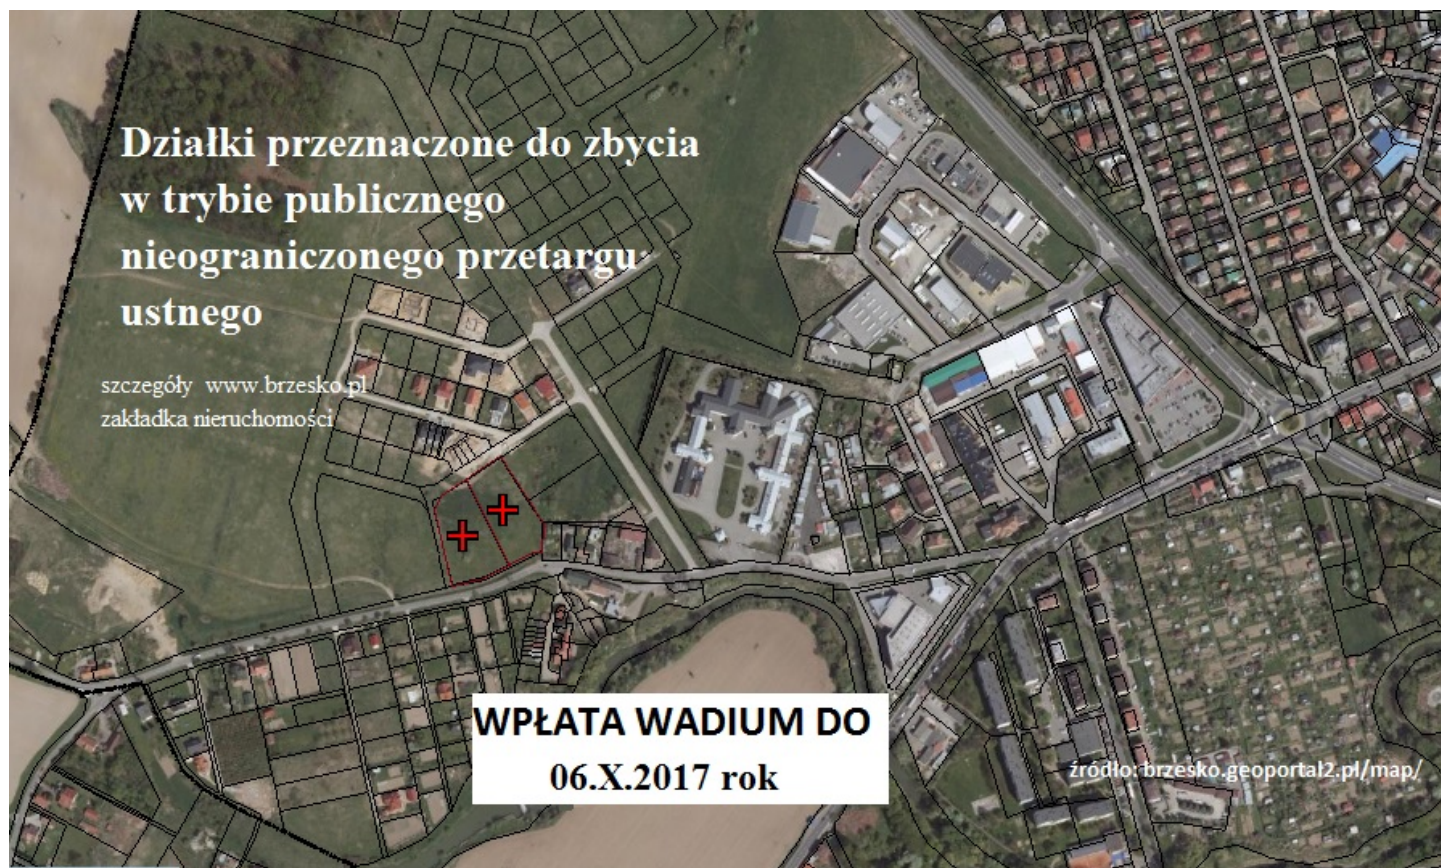 Działki przeznaczone do zbycia
w trybie publicznego
nieograniczonego przetargu
ustnego
szczegóły www.brzesko.pl
zakładka nieruchomości
WPŁATA WADIUM DO
06.X.2017 rok
źródło: brzesko.geoportal2.pl/map/